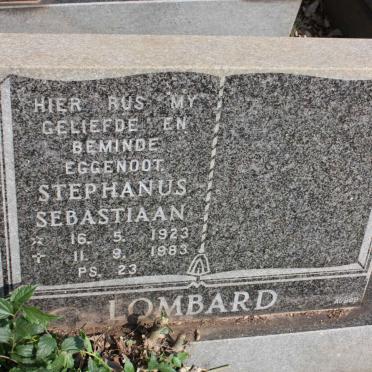 HIER RUS MY
GELIEFDE EN
BEMINDE
EGGENOOT
STEPHANUS
SEBASTIAAN
* 16. 5. 1923
† 11. 9. 1983
PS. 23.
LOMBARD